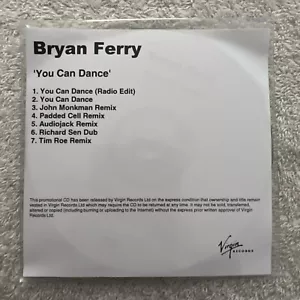 Bryan Ferry
'You Can Dance'
1. You Can Dance (Radio Edit)
2. You Can Dance
3. John Monkman Remix
4. Padded Cell Remix
5. Audiojack Remix
6. Richard Sen Dub
7. Tim Roe Remix
This promotional CD has been released by Virgin Records Ltd on the express condition that ownership and title remain
vested in Virgin Records Ltd which may require the CD to be returned at any time. It may not be sold, transferred,
altered or copied (including burning or uploading to the Internet) without the express prior written approval of Virgin
Records Ltd.
Virgin
RECORDS